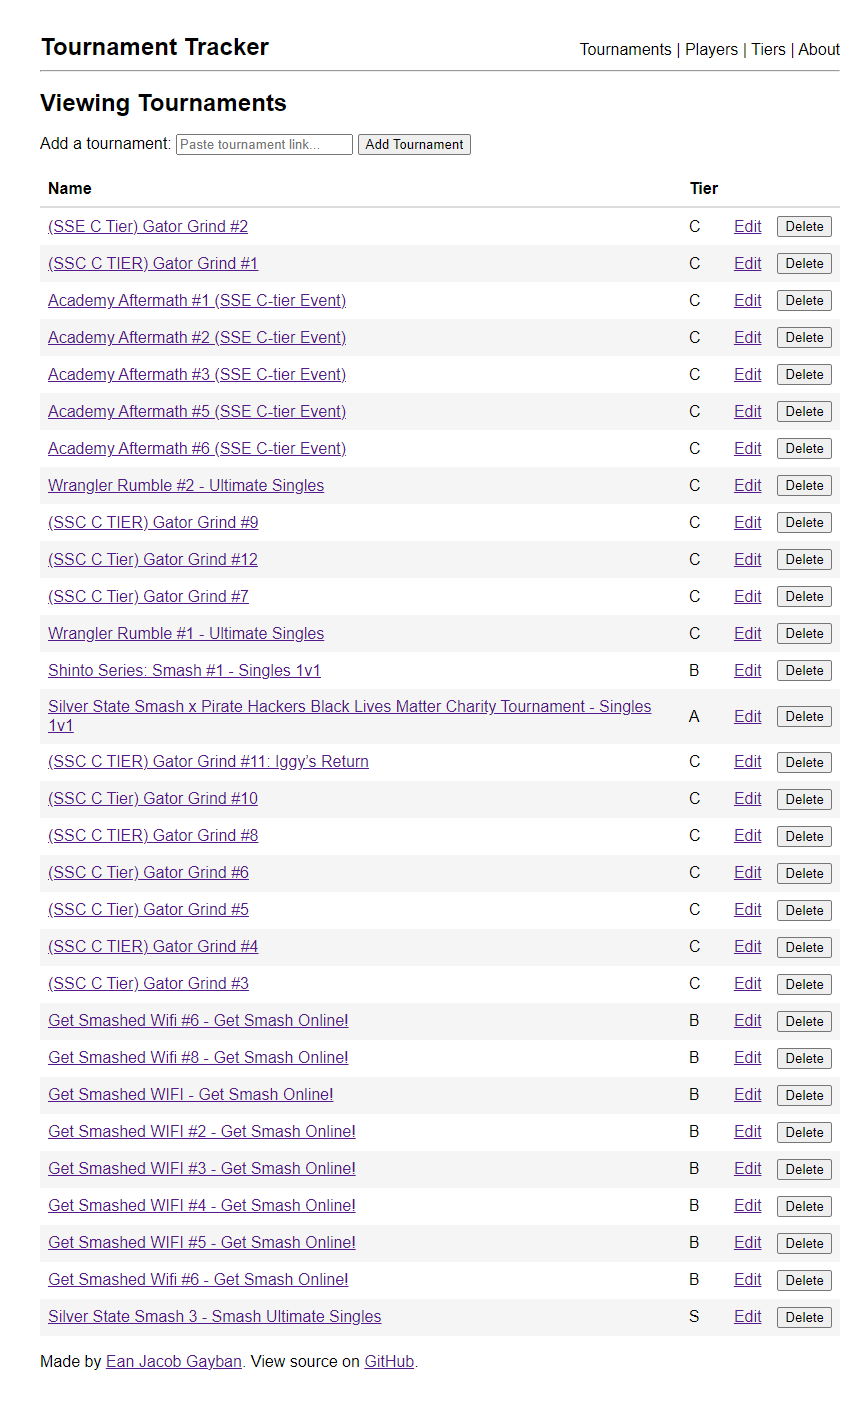 Tournament Tracker Tournaments | Players | Tiers | About
Viewing Tournaments
Add a tournament: Paste tournament link... Add Tournament
Name Tier
(SSE C Tier) Gator Grind #2 C Edit Delete
(SSC C TIER) Gator Grind #1 C Edit Delete
Academy Aftermath #1 (SSE C-tier Event) C Edit Delete
Academy Aftermath #2 (SSE C-tier Event) C Edit Delete
Academy Aftermath #3 (SSE C-tier Event) C Edit Delete
Academy Aftermath #5 (SSE C-tier Event) C Edit Delete
Academy Aftermath #6 (SSE C-tier Event) C Edit Delete
Wrangler Rumble #2 - Ultimate Singles C Edit Delete
(SSC C TIER) Gator Grind #9 C Edit Delete
(SSC C Tier) Gator Grind #12 C Edit Delete
(SSC C Tier) Gator Grind #7 C Edit Delete
Wrangler Rumble #1 - Ultimate Singles C Edit Delete
Shinto Series: Smash #1 - Singles 1v1 B Edit Delete
Silver State Smash x Pirate Hackers Black Lives Matter Charity Tournament - Singles
1v1 A Edit Delete
(SSC C TIER) Gator Grind #11: Iggy’s Return C Edit Delete
(SSC C Tier) Gator Grind #10 C Edit Delete
(SSC C TIER) Gator Grind #8 C Edit Delete
(SSC C Tier) Gator Grind #6 C Edit Delete
(SSC C Tier) Gator Grind #5 C Edit Delete
(SSC C TIER) Gator Grind #4 C Edit Delete
(SSC C Tier) Gator Grind #3 C Edit Delete
Get Smashed Wifi #6 - Get Smash Online! B Edit Delete
Get Smashed Wifi #8 - Get Smash Online! B Edit Delete
Get Smashed WIFI - Get Smash Online! B Edit Delete
Get Smashed WIFI #2 - Get Smash Online! B Edit Delete
Get Smashed WIFI #3 - Get Smash Online! B Edit Delete
Get Smashed WIFI #4 - Get Smash Online! B Edit Delete
Get Smashed WIFI #5 - Get Smash Online! B Edit Delete
Get Smashed Wifi #6 - Get Smash Online! B Edit Delete
Silver State Smash 3 - Smash Ultimate Singles S Edit Delete
Made by Ean Jacob Gayban. View source on GitHub.